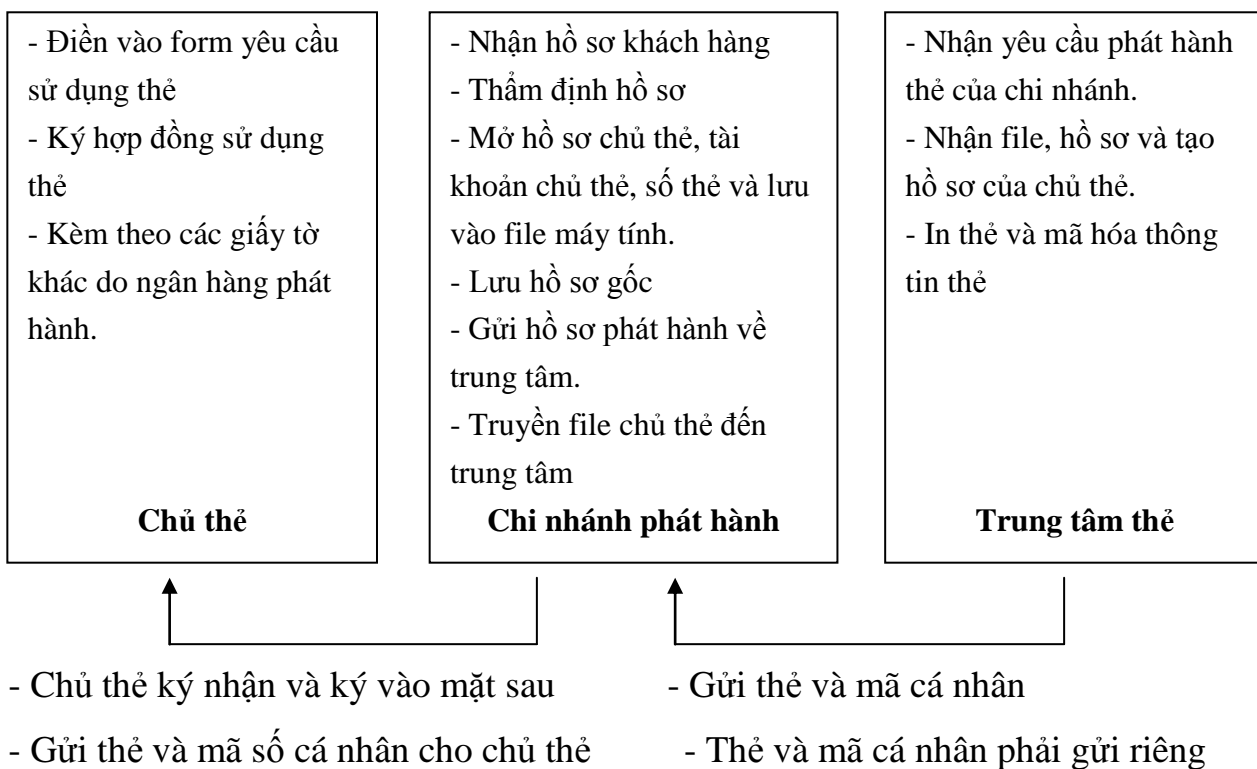 - Điền vào form yêu cầu
sử dụng thẻ
- Ký hợp đồng sử dụng
thẻ
- Kèm theo các giấy tờ
khác do ngân hàng phát
hành.
Chủ thẻ
- Nhận hồ sơ khách hàng
- Thẩm định hồ sơ
- Mở hồ sơ chủ thẻ, tài
khoản chủ thẻ, số thẻ và lưu
vào file máy tính.
- Lưu hồ sơ gốc
- Gửi hồ sơ phát hành về
trung tâm.
- Truyền file chủ thẻ đến
trung tâm
Chi nhánh phát hành
- Nhận yêu cầu phát hành
thẻ của chi nhánh.
- Nhận file, hồ sơ và tạo
hồ sơ của chủ thẻ.
- In thẻ và mã hóa thông
tin thẻ
Trung tâm thẻ
- Chủ thẻ ký nhận và ký vào mặt sau
- Gửi thẻ và mã số cá nhân cho chủ thẻ
- Gửi thẻ và mã cá nhân
- Thẻ và mã cá nhân phải gửi riêng